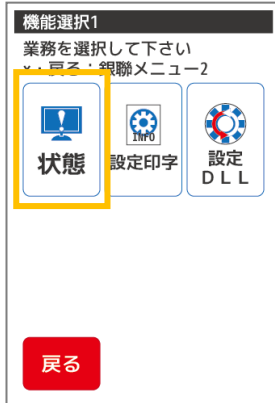 機能選択1
業務を選択して下さい
x:戻る:銀聯メニュー2
状態
INFO
設定印字
設定
DLL
戻る